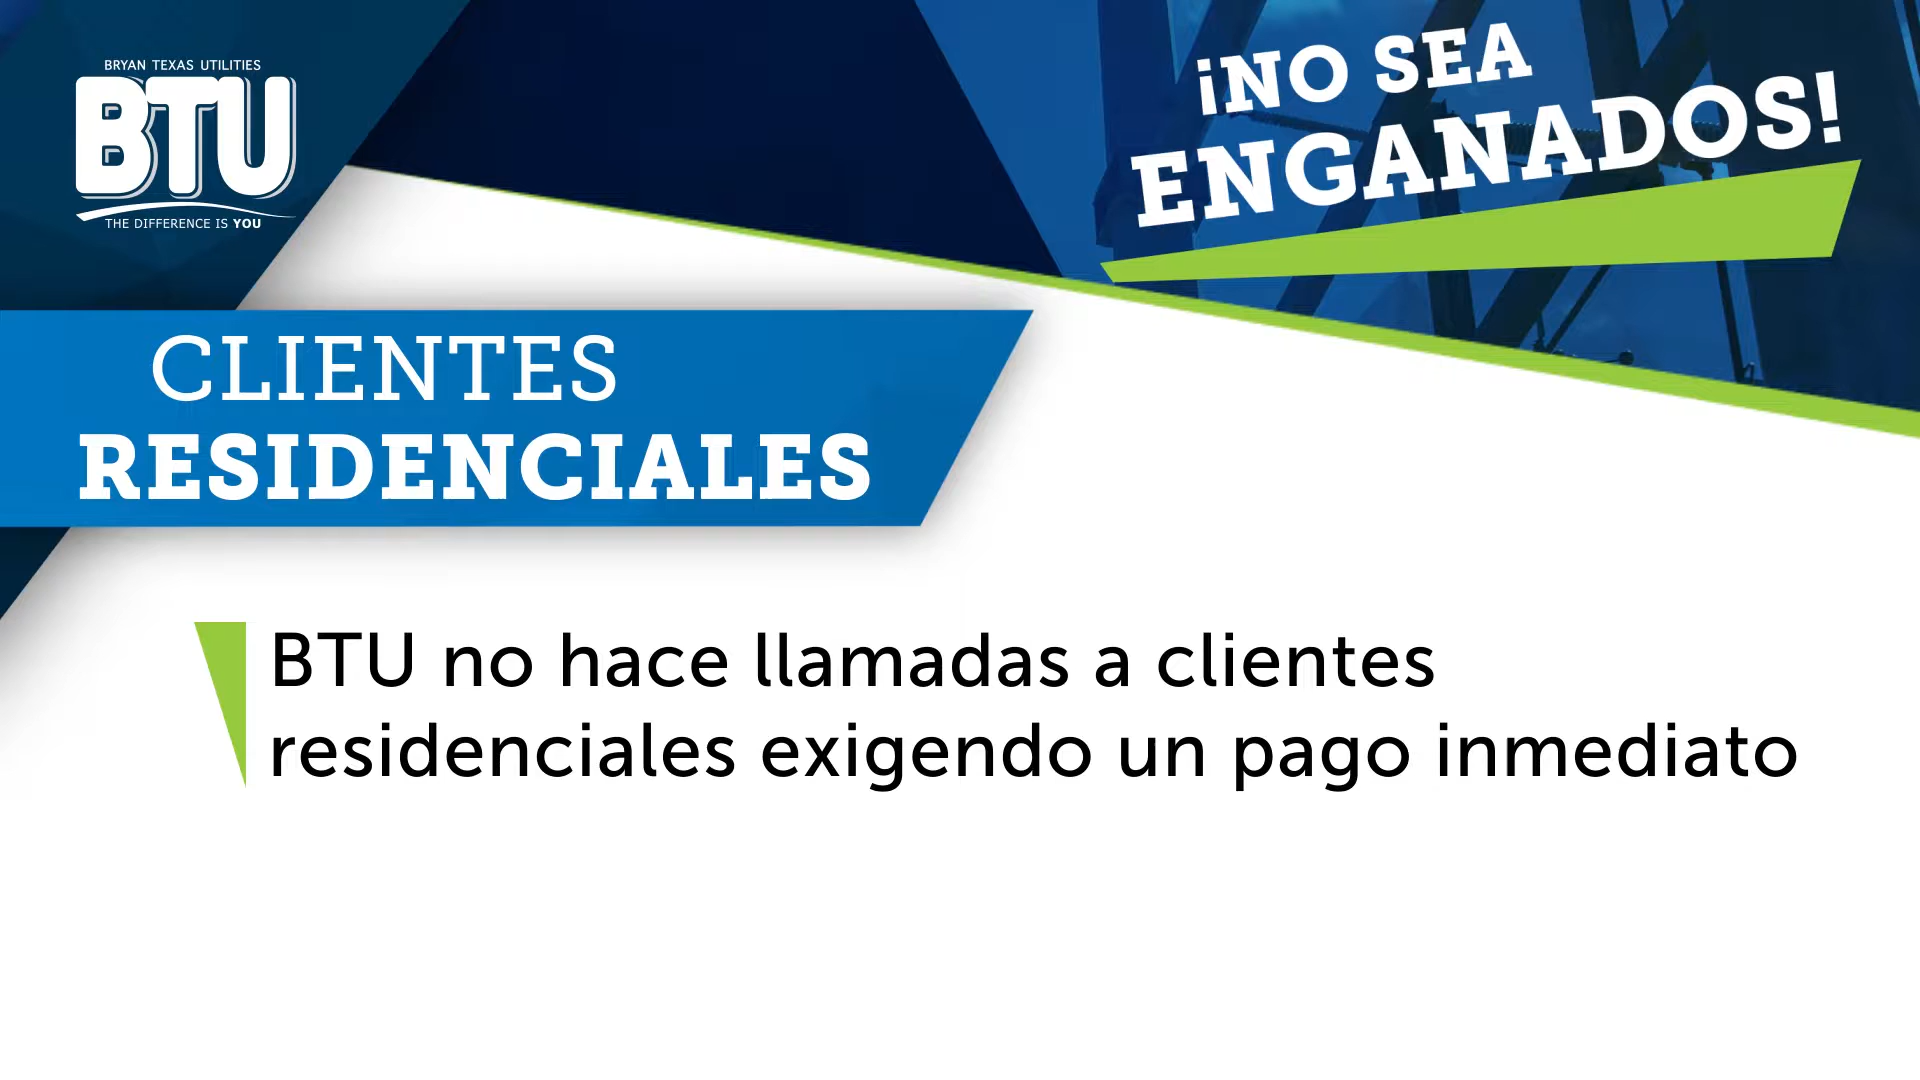 BRYAN TEXAS UTILITIES
BTU
THE DIFFERENCE IS YOU
¡NO SEA
ENGANADOS!
CLIENTES
RESIDENCIALES
BTU no hace llamadas a clientes
residenciales exigendo un pago inmediato